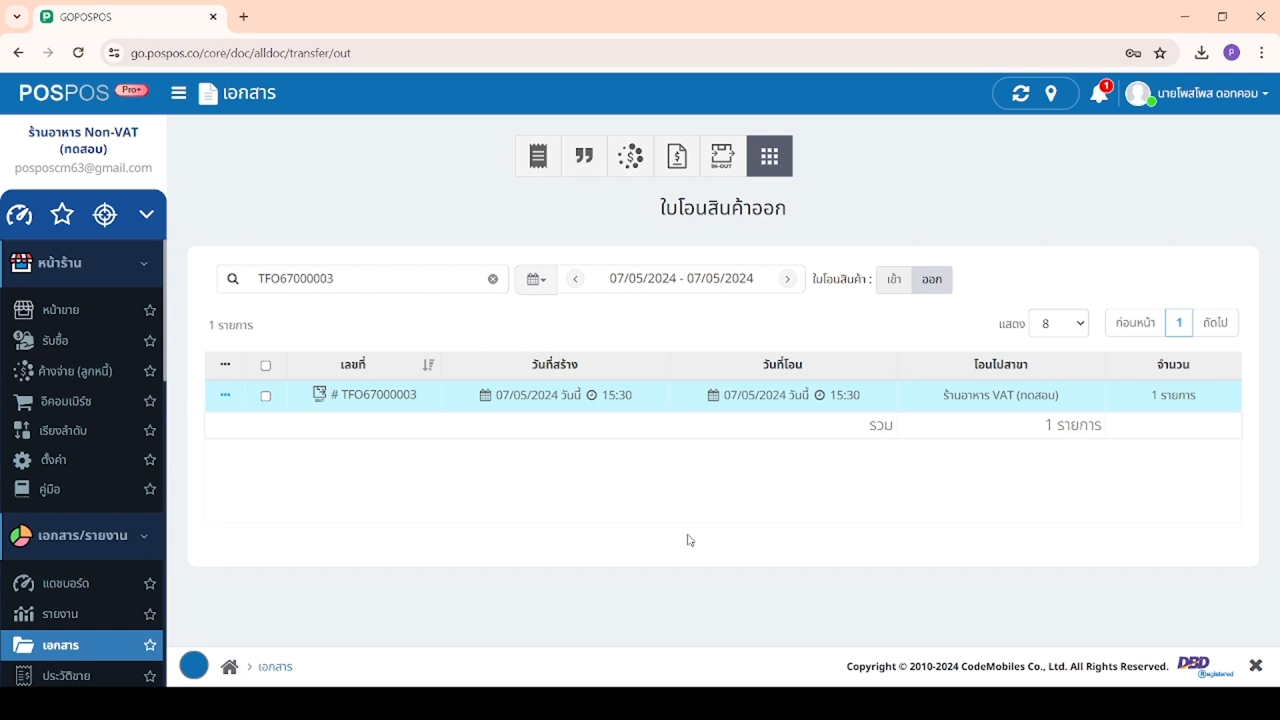 GOPOSPOS
go.pospos.co/core/doc/alldoc/transfer/out
P
POSPOS Pro+ เอกสาร 1 นายโพสโพส ดอทคอม
ร้านอาหาร Non-VAT
(ทดสอบ)
posposcm63@gmail.com
IN-OUT
ใบโอนสินค้าออก
หน้าร้าน
TFO67000003 07/05/2024 - 07/05/2024 ใบโอนสินค้า : เข้า ออก
หน้าขาย
1 รายการ แสดง 8 ก่อนหน้า 1 ถัดไป
รับซื้อ
เลขที่ วันที่สร้าง วันที่โอน โอนไปสาขา จำนวน
ค้างจ่าย (ลูกหนี้)
OUT # TFO67000003 07/05/2024 วันนี้ 15:30 07/05/2024 วันนี้ 15:30 ร้านอาหาร VAT (ทดสอบ) 1 รายการ
อีคอมเมิร์ซ
รวม 1 รายการ
เรียงลำดับ
ตั้งค่า
คู่มือ
เอกสาร/รายงาน
แดชบอร์ด
รายงาน
เอกสาร
ประวัติขาย
เอกสาร
Copyright © 2010-2024 CodeMobiles Co., Ltd. All Rights Reserved. DBD Registered